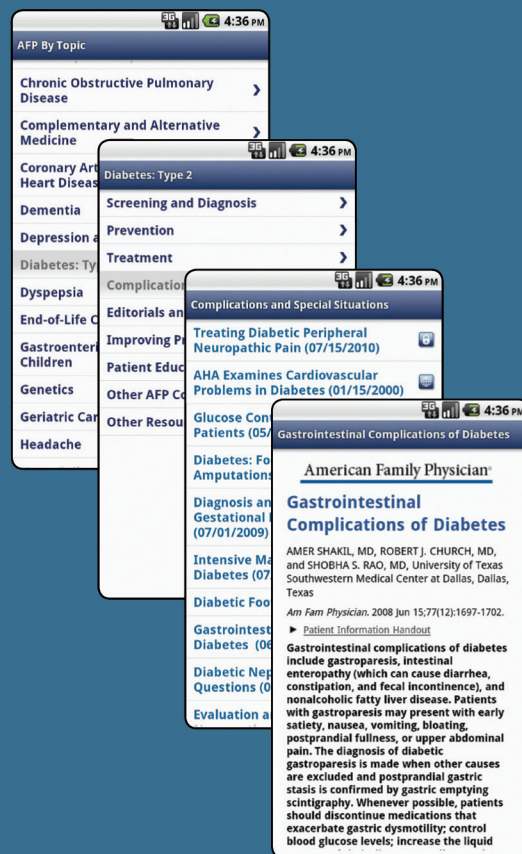 3G 4:36 PM
AFP By Topic
Chronic Obstructive Pulmonary
Disease
Complementary and Alternative
Medicine
Coronary Art
Heart Diseas
Dementia
Depression a
Diabetes: Ty
Dyspepsia
End-of-Life C
Gastroenteri
Children
Genetics
Geriatric Car
Headache
3G 4:36 PM
Diabetes: Type 2
Screening and Diagnosis
Prevention
Treatment
Complication
Editorials an
Improving P
Patient Educ
Other AFP Co
Other Resou
3G 4:36 PM
Complications and Special Situations
Treating Diabetic Peripheral
Neuropathic Pain (07/15/2010)
AHA Examines Cardiovascular
Problems in Diabetes (01/15/2000)
Glucose Cont
Patients (05/
Diabetes: Fo
Amputations
Diagnosis an
Gestational
(07/01/2009)
Intensive Ma
Diabetes (07
Diabetic Foo
Gastrointest
Diabetes (06
Diabetic Nep
Questions (0
Evaluation a
3G 4:36 PM
Gastrointestinal Complications of Diabetes
American Family Physician®
Gastrointestinal
Complications of Diabetes
AMER SHAKIL, MD, ROBERT J. CHURCH, MD,
and SHOBHA S. RAO, MD, University of Texas
Southwestern Medical Center at Dallas, Dallas,
Texas
Am Fam Physician. 2008 Jun 15;77(12):1697-1702.
► Patient Information Handout
Gastrointestinal complications of diabetes
include gastroparesis, intestinal
enteropathy (which can cause diarrhea,
constipation, and fecal incontinence), and
nonalcoholic fatty liver disease. Patients
with gastroparesis may present with early
satiety, nausea, vomiting, bloating,
postprandial fullness, or upper abdominal
pain. The diagnosis of diabetic
gastroparesis is made when other causes
are excluded and postprandial gastric
stasis is confirmed by gastric emptying
scintigraphy. Whenever possible, patients
should discontinue medications that
exacerbate gastric dysmotility; control
blood glucose levels; increase the liquid